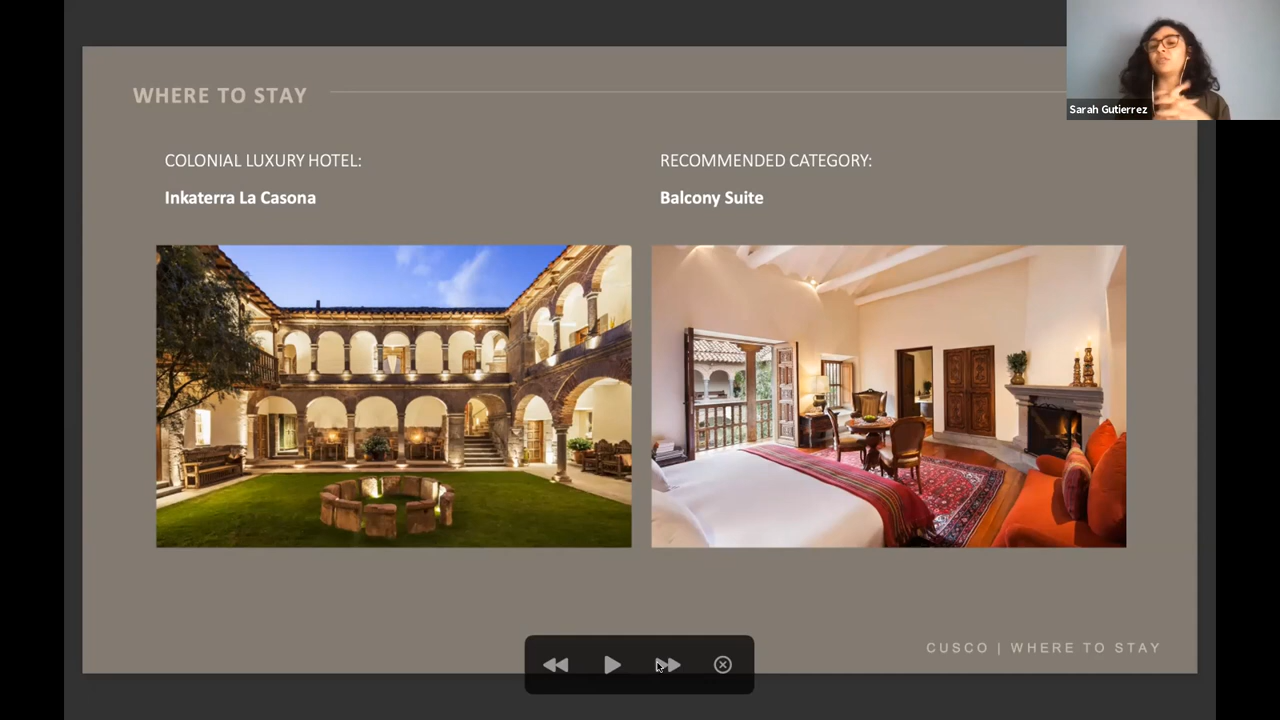 WHERE TO STAY
Sarah Gutierrez
COLONIAL LUXURY HOTEL:
RECOMMENDED CATEGORY:
Inkaterra La Casona
Balcony Suite
CUSCO | WHERE TO STAY